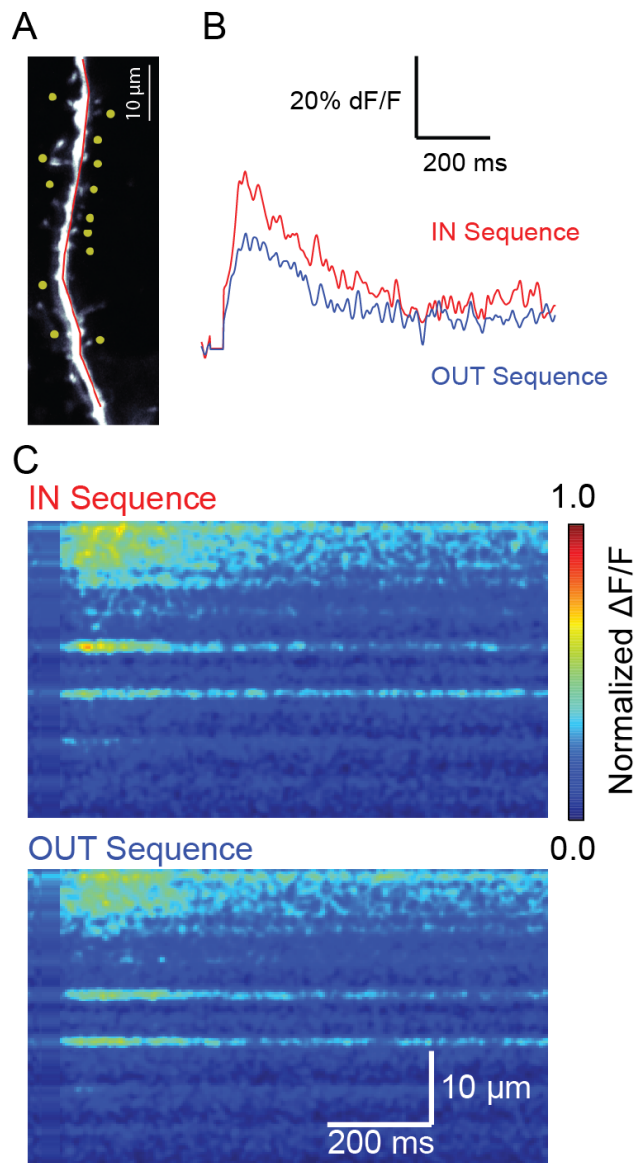 A
10 µm
B
20% dF/F
200 ms
IN Sequence
OUT Sequence
C
IN Sequence
1.0
Normalized ΔF/F
OUT Sequence
0.0
10 µm
200 ms